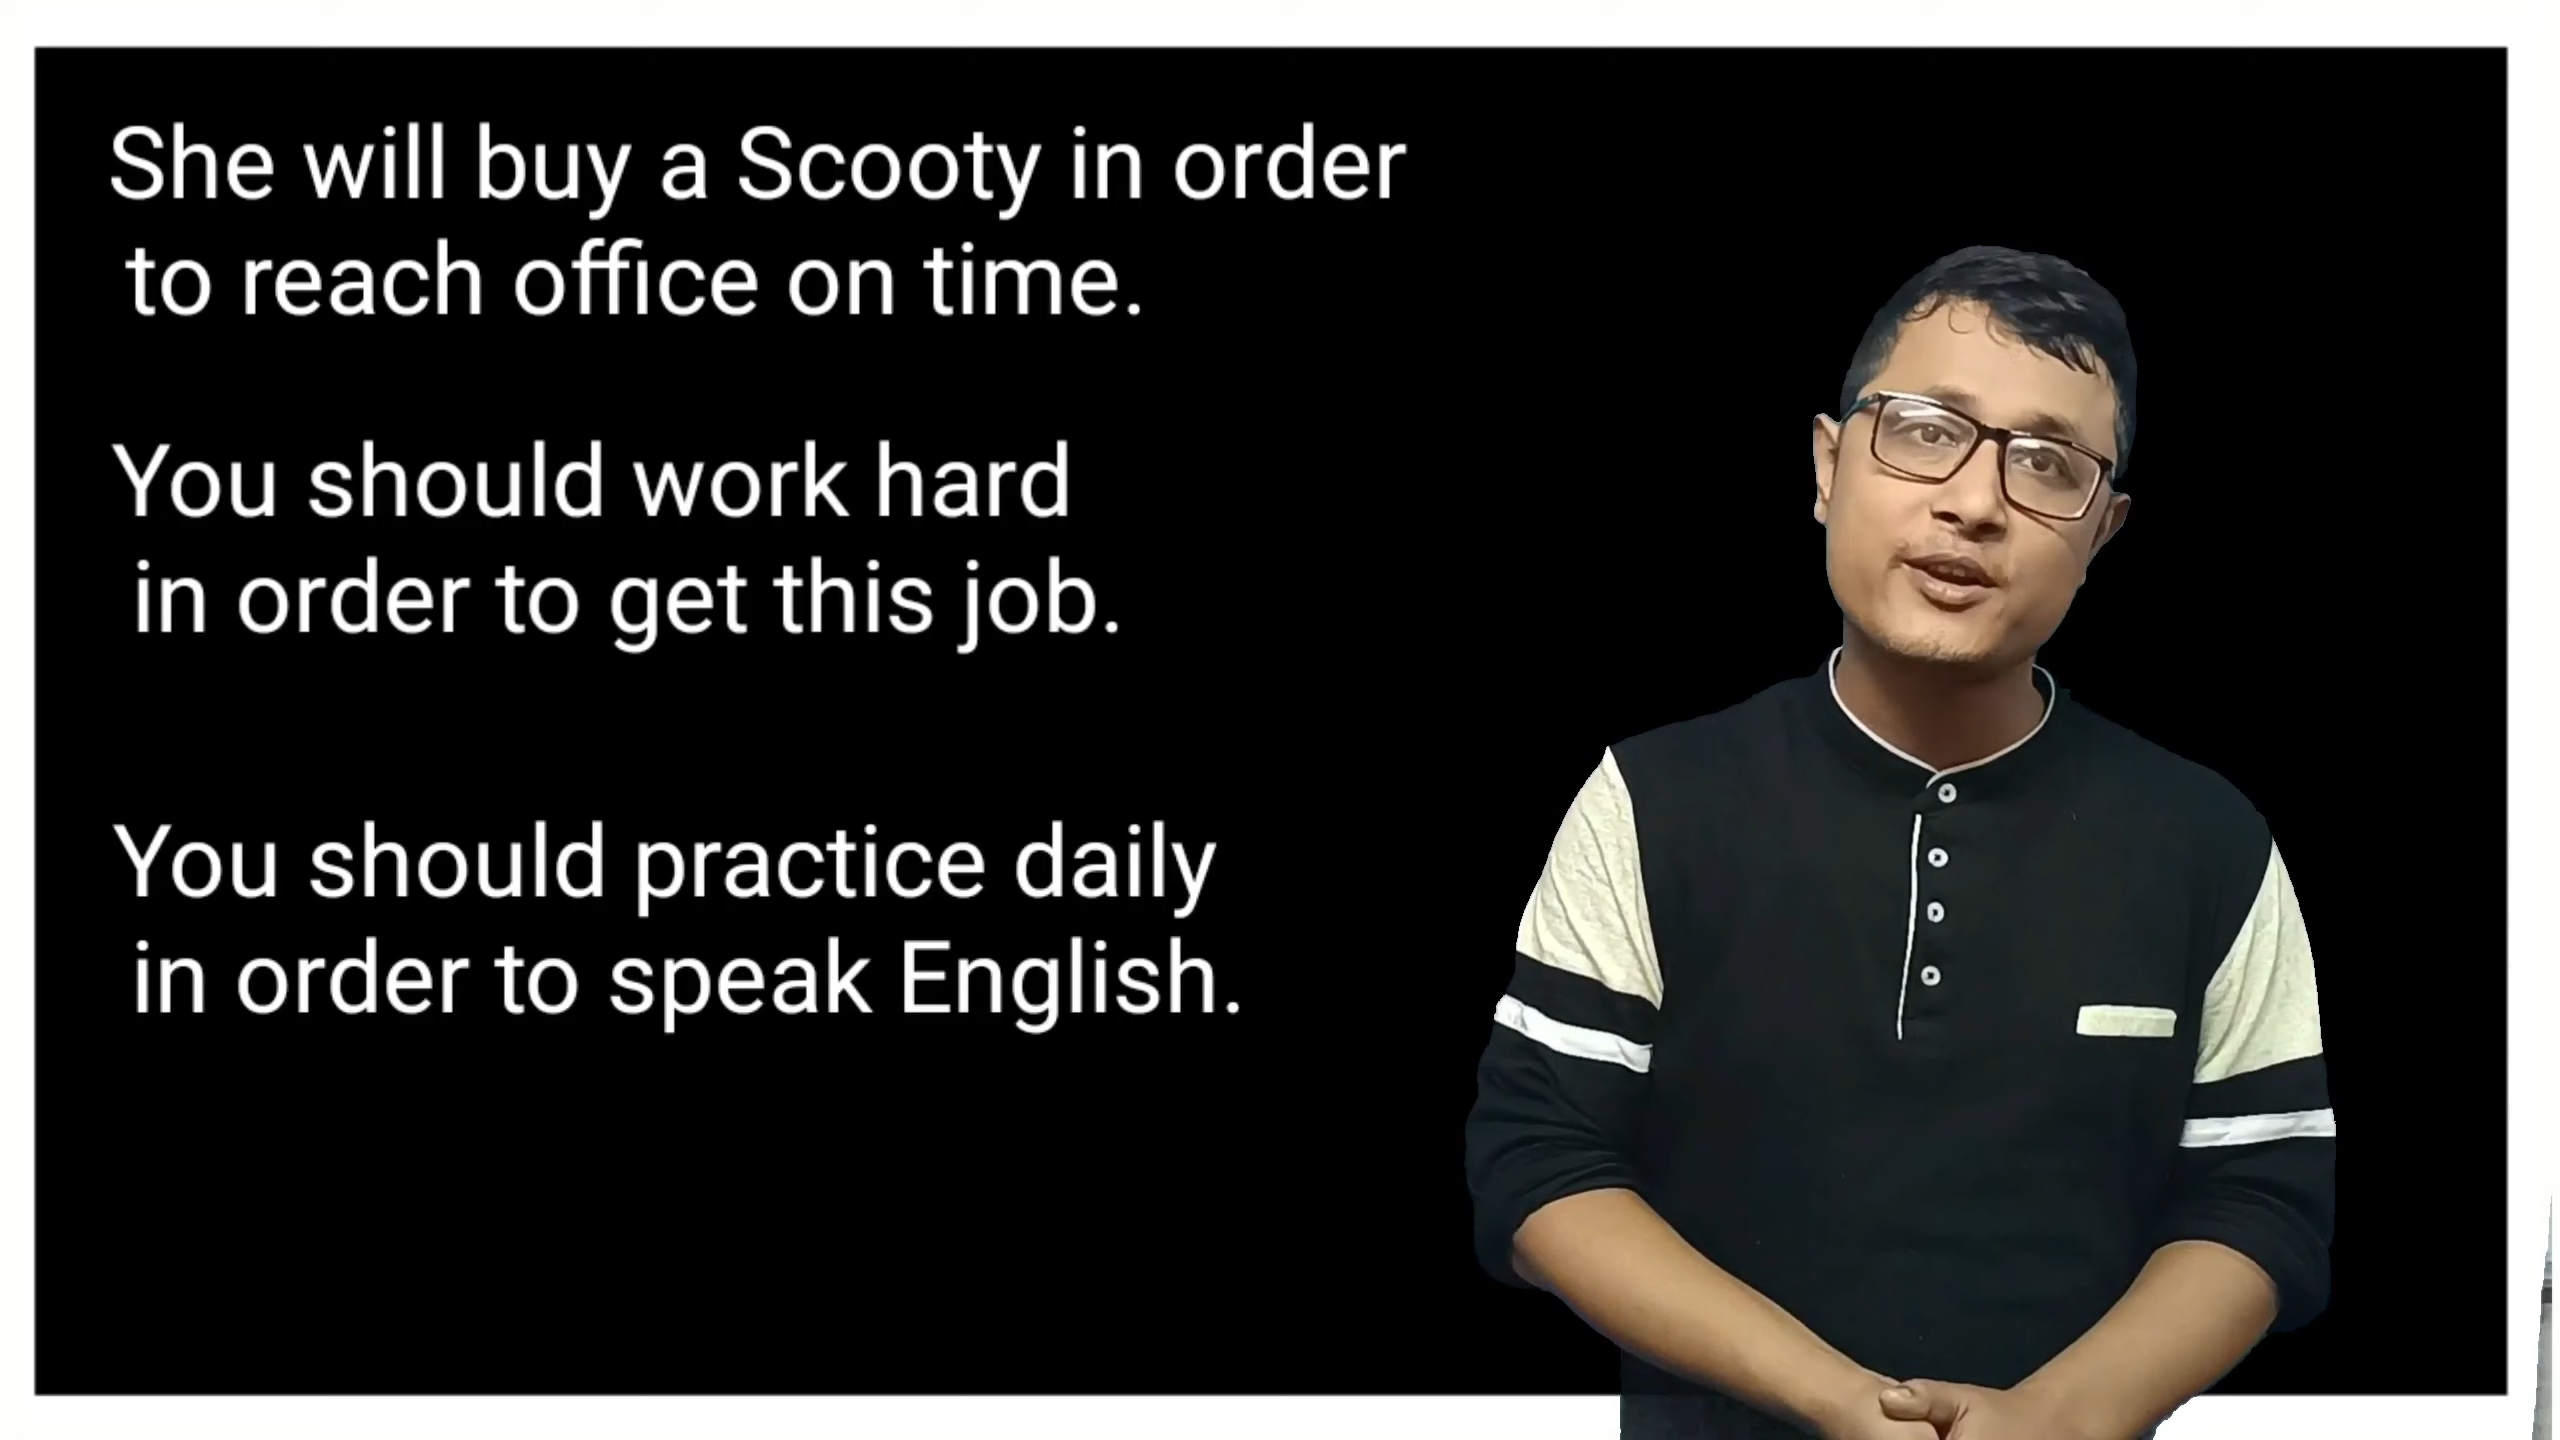 She will buy a Scooty in order
to reach office on time.
You should work hard
in order to get this job.
You should practice daily
in order to speak English.